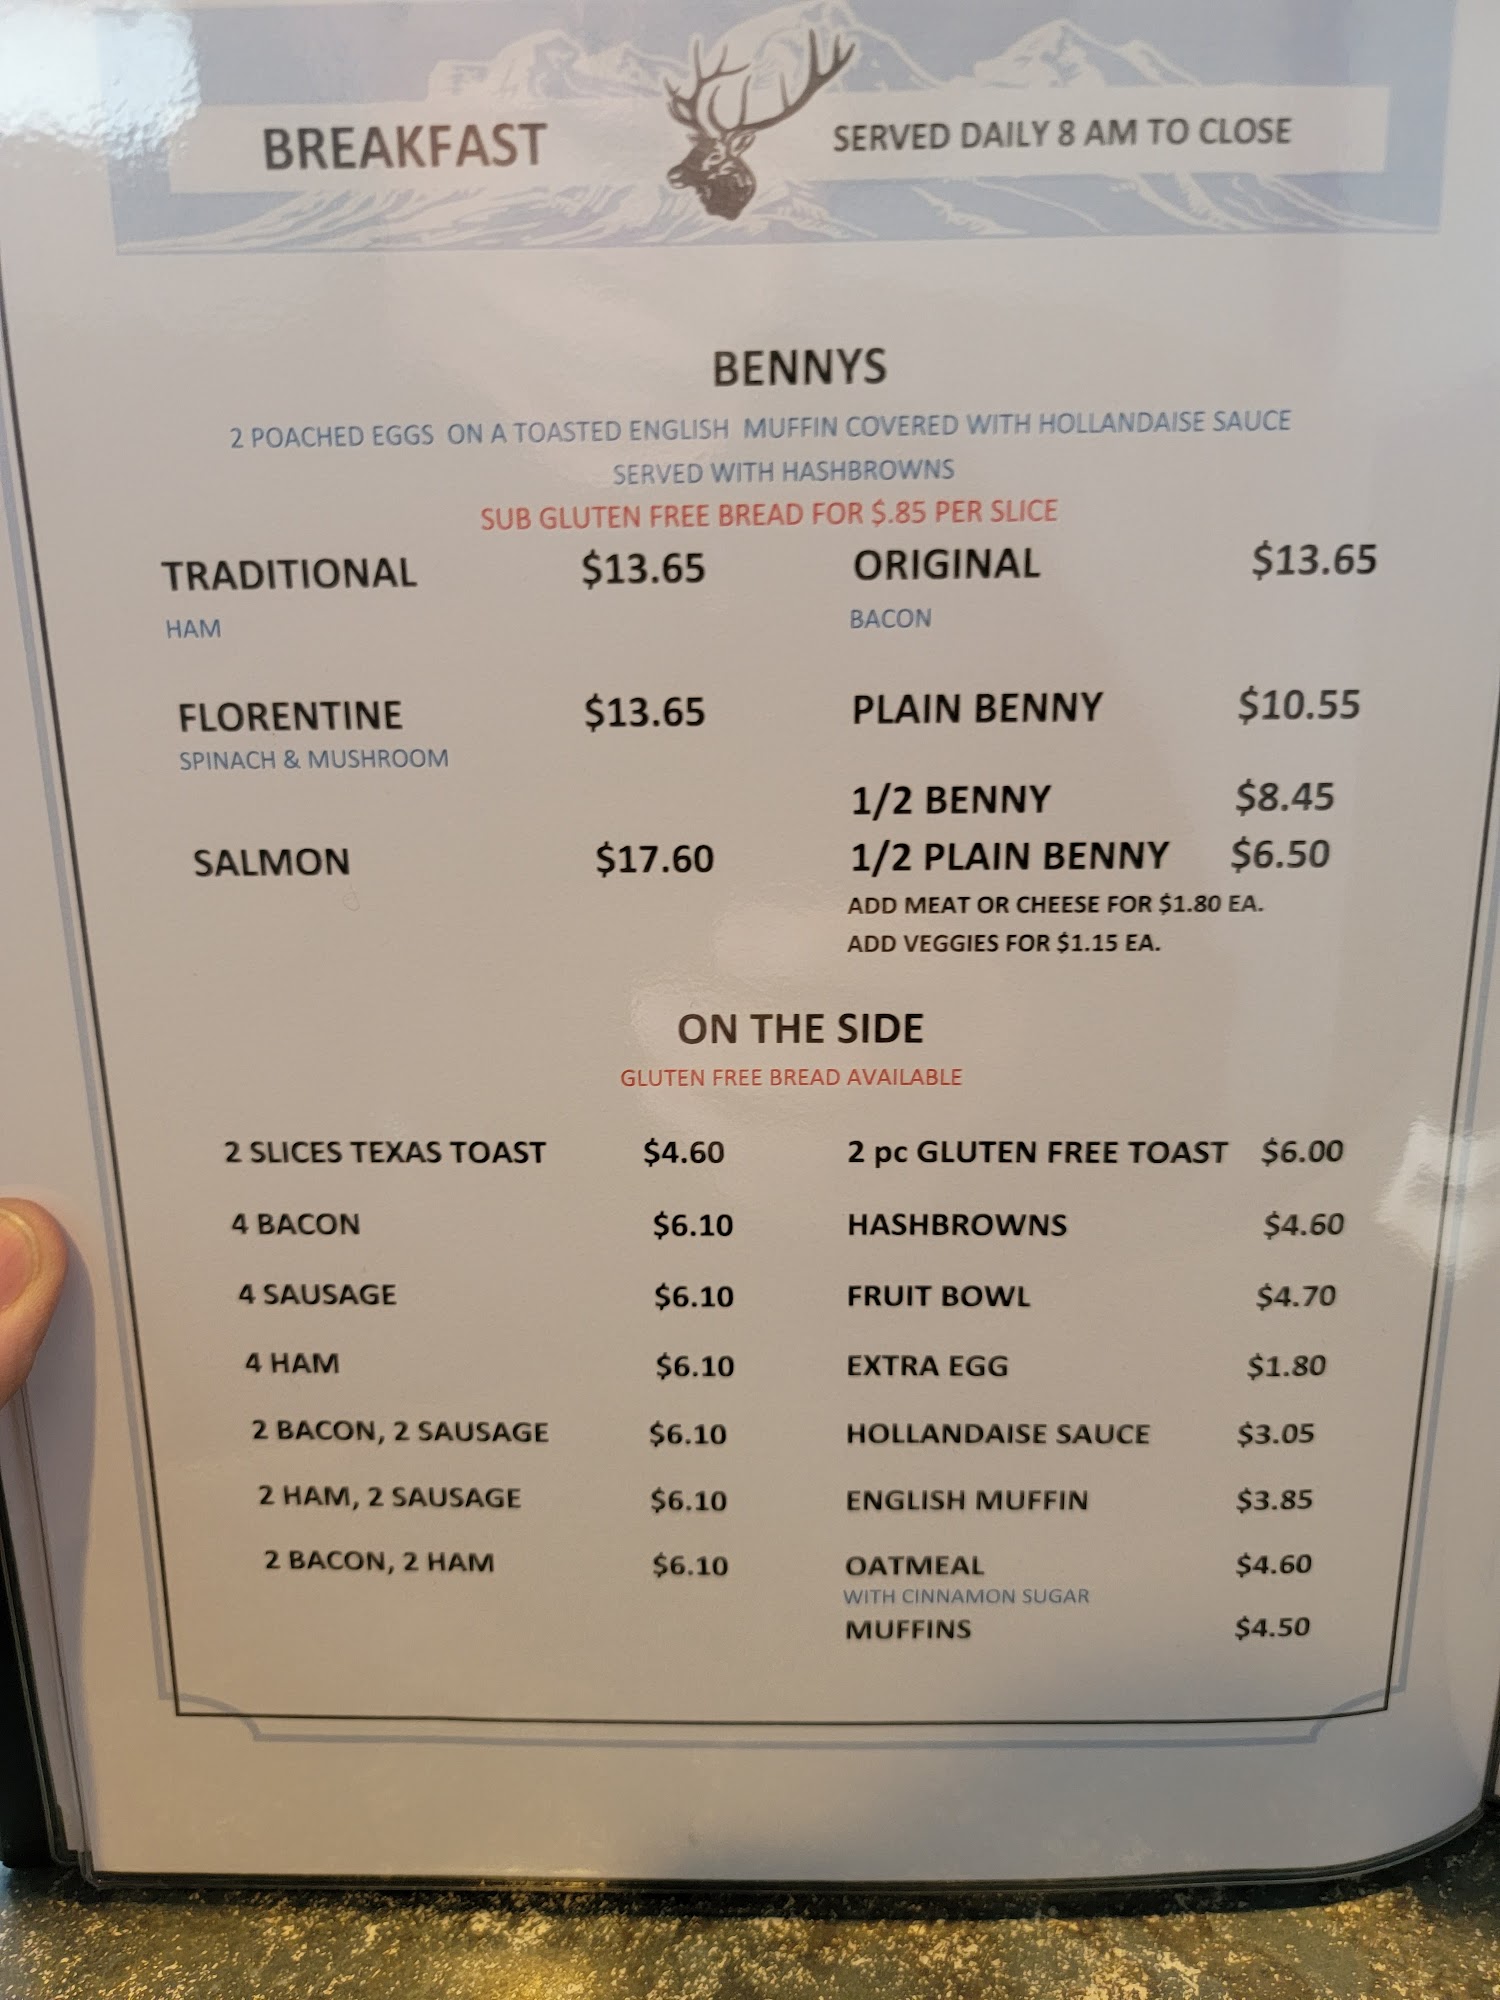 BREAKFAST
SERVED DAILY 8 AM TO CLOSE
BENNYS
2 POACHED EGGS ON A TOASTED ENGLISH MUFFIN COVERED WITH HOLLANDAISE SAUCE
SERVED WITH HASHBROWNS
SUB GLUTEN FREE BREAD FOR $.85 PER SLICE
TRADITIONAL $13.65
HAM
FLORENTINE $13.65
SPINACH & MUSHROOM
SALMON $17.60
ORIGINAL $13.65
BACON
PLAIN BENNY $10.55
1/2 BENNY $8.45
1/2 PLAIN BENNY $6.50
ADD MEAT OR CHEESE FOR $1.80 EA.
ADD VEGGIES FOR $1.15 EA.
ON THE SIDE
GLUTEN FREE BREAD AVAILABLE
2 SLICES TEXAS TOAST $4.60
4 BACON $6.10
4 SAUSAGE $6.10
4 HAM $6.10
2 BACON, 2 SAUSAGE $6.10
2 HAM, 2 SAUSAGE $6.10
2 BACON, 2 HAM $6.10
2 pc GLUTEN FREE TOAST $6.00
HASHBROWNS $4.60
FRUIT BOWL $4.70
EXTRA EGG $1.80
HOLLANDAISE SAUCE $3.05
ENGLISH MUFFIN $3.85
OATMEAL $4.60
WITH CINNAMON SUGAR
MUFFINS $4.50